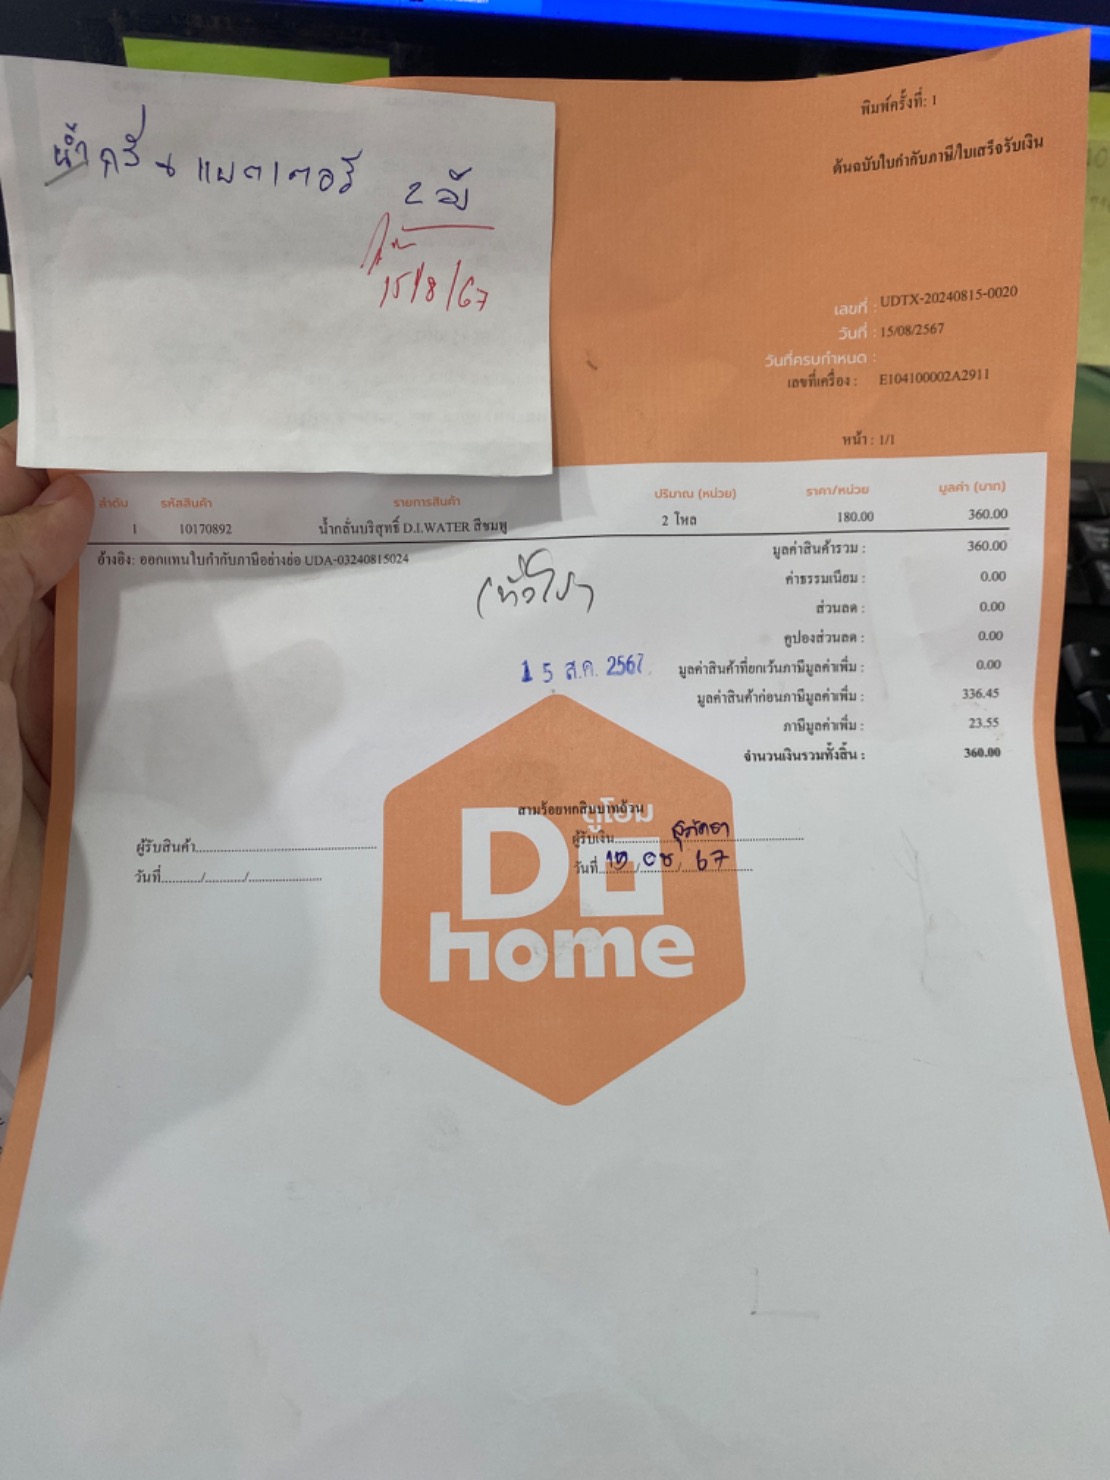 น้ำกลั่นแบตเตอรี่
2 ลัง
15/8/67
พิมพ์ครั้งที่: 1
ต้นฉบับใบกำกับภาษี/ใบเสร็จรับเงิน
เลขที่ : UDTX-20240815-0020
วันที่ : 15/08/2567
วันที่ครบกำหนด :
เลขที่เครื่อง : E104100002A2911
หน้า : 1/1
ลำดับ รหัสสินค้า รายการสินค้า ปริมาณ (หน่วย) ราคา/หน่วย มูลค่า (บาท)
1 10170892 น้ำกลั่นบริสุทธิ์ D.I.WATER สีชมพู 2 โหล 180.00 360.00
อ้างอิง: ออกแทนใบกำกับภาษีอย่างย่อ UDA-03240815024
มูลค่าสินค้ารวม : 360.00
ค่าธรรมเนียม : 0.00
ส่วนลด : 0.00
คูปองส่วนลด : 0.00
(ทั่วไป)
15 ส.ค. 2567
มูลค่าสินค้าที่ยกเว้นภาษีมูลค่าเพิ่ม : 0.00
มูลค่าสินค้าก่อนภาษีมูลค่าเพิ่ม : 336.45
ภาษีมูลค่าเพิ่ม : 23.55
จำนวนเงินรวมทั้งสิ้น : 360.00
สามร้อยหกสิบบาทถ้วน
ดูโฮม
Do
home
ผู้รับสินค้า
วันที่ / /
ผู้รับเงิน สุภัตรา
วันที่ 15 / 08 / 67